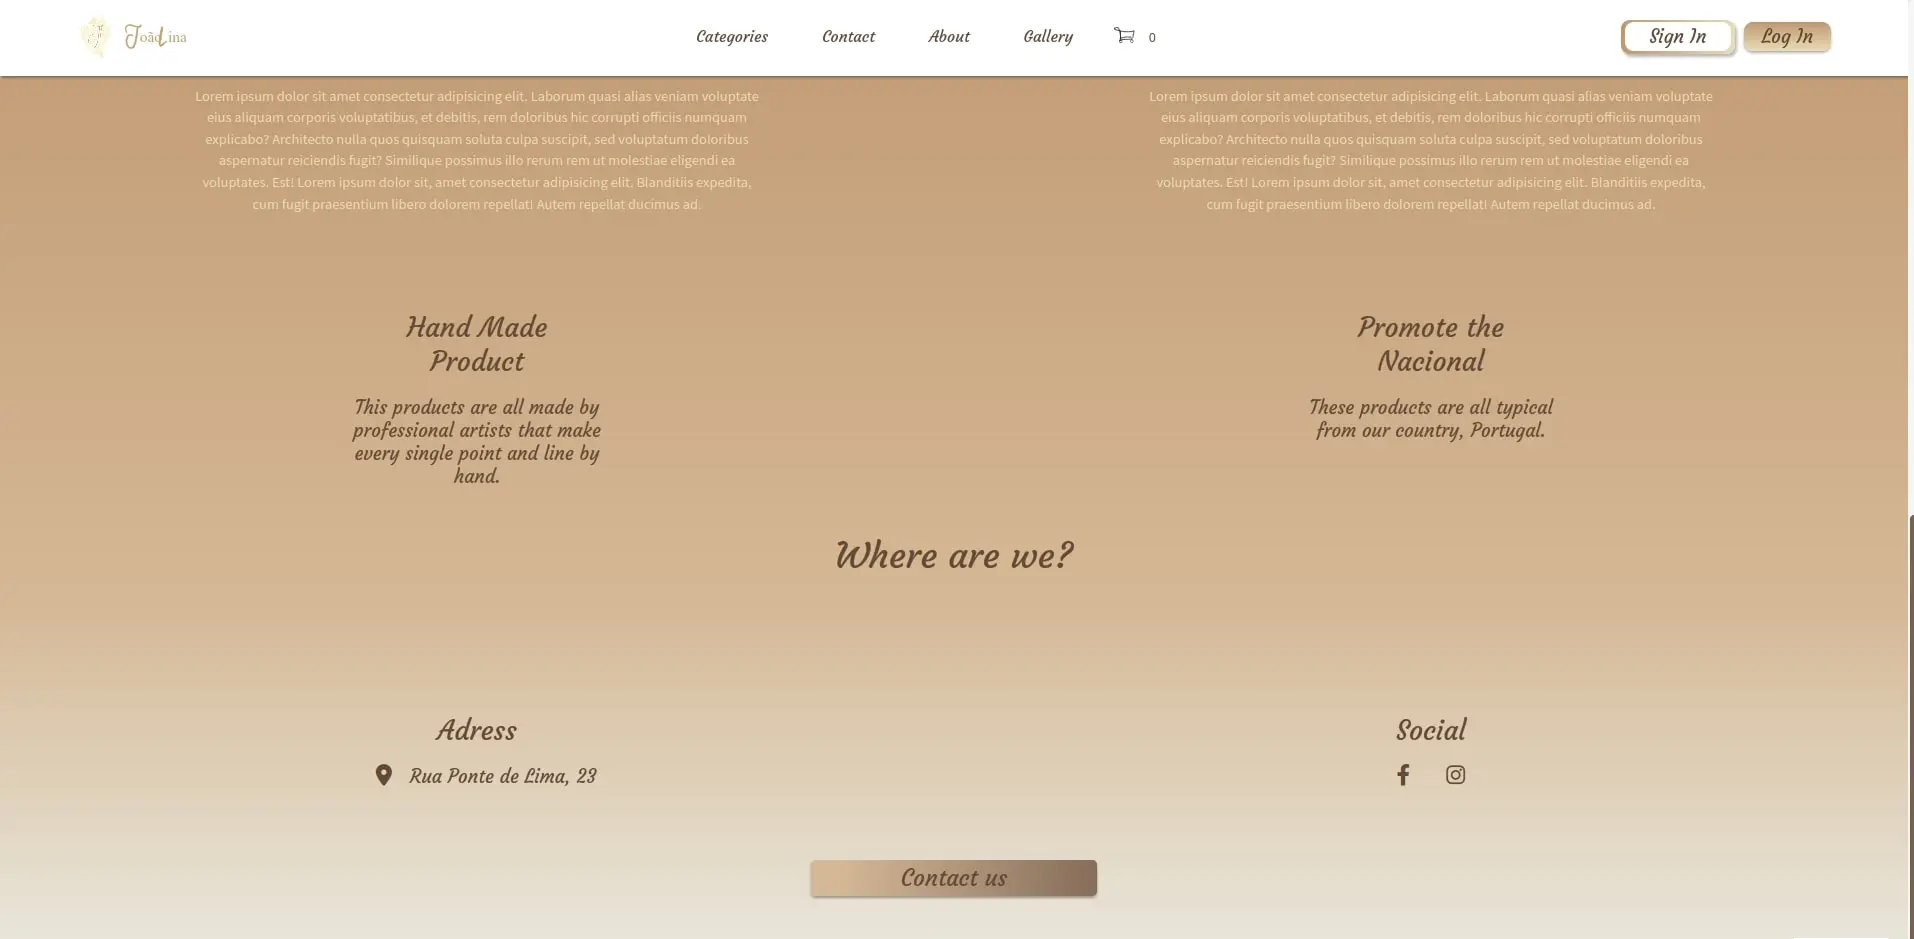 JoãoLina
Categories
Contact
About
Gallery
0
Sign In
Log In
Lorem ipsum dolor sit amet consectetur adipisicing elit. Laborum quasi alias veniam voluptate
eius aliquam corporis voluptatibus, et debitis, rem doloribus hic corrupti officiis numquam
explicabo? Architecto nulla quos quisquam soluta culpa suscipit, sed voluptatum doloribus
aspernatur reiciendis fugit? Similique possimus illo rerum rem ut molestiae eligendi ea
voluptates. Est! Lorem ipsum dolor sit, amet consectetur adipisicing elit. Blanditiis expedita,
cum fugit praesentium libero dolorem repellat! Autem repellat ducimus ad.
Lorem ipsum dolor sit amet consectetur adipisicing elit. Laborum quasi alias veniam voluptate
eius aliquam corporis voluptatibus, et debitis, rem doloribus hic corrupti officiis numquam
explicabo? Architecto nulla quos quisquam soluta culpa suscipit, sed voluptatum doloribus
aspernatur reiciendis fugit? Similique possimus illo rerum rem ut molestiae eligendi ea
voluptates. Est! Lorem ipsum dolor sit, amet consectetur adipisicing elit. Blanditiis expedita,
cum fugit praesentium libero dolorem repellat! Autem repellat ducimus ad.
Hand Made
Product
This products are all made by
professional artists that make
every single point and line by
hand.
Promote the
Nacional
These products are all typical
from our country, Portugal.
Where are we?
Adress
Rua Ponte de Lima, 23
Social
Contact us